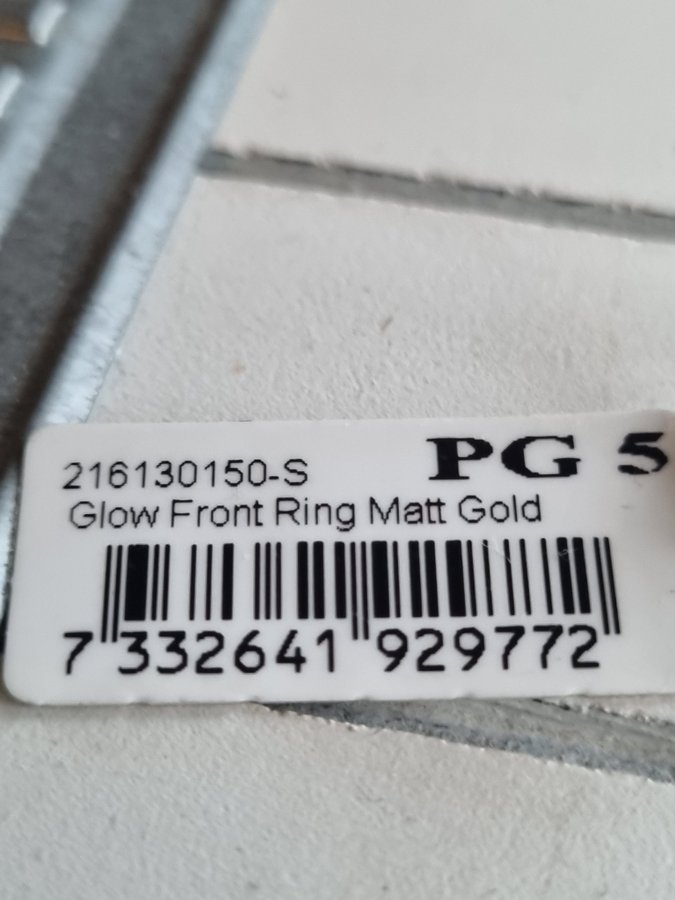 216130150-S PG 5
Glow Front Ring Matt Gold
7 332641 929772